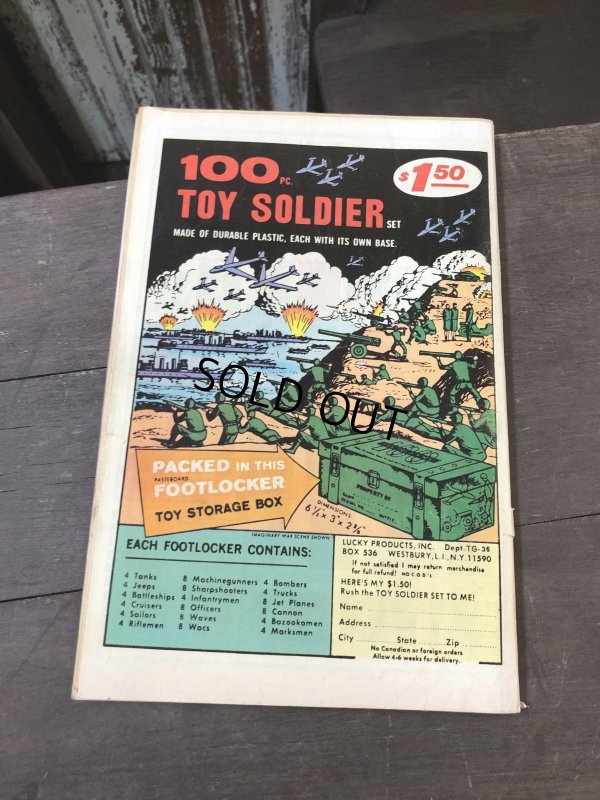 100 PC.
$1.50
TOY SOLDIER SET
MADE OF DURABLE PLASTIC, EACH WITH ITS OWN BASE.
SOLD OUT
PACKED IN THIS
PASTEBOARD
FOOTLOCKER
TOY STORAGE BOX
PROPERTY OF
DIMENSIONS:
6 1/2 x 3" x 2 3/8"
IMAGINARY WAR SCENE SHOWN
EACH FOOTLOCKER CONTAINS:
4 Tanks
4 Jeeps
4 Battleships
4 Cruisers
4 Sailors
4 Riflemen
8 Machinegunners
8 Sharpshooters
4 Infantrymen
8 Officers
8 Waves
8 Wacs
4 Bombers
4 Trucks
8 Jet Planes
8 Cannon
4 Bazookamen
4 Marksmen
LUCKY PRODUCTS, INC. Dept. TG-36
BOX 536 WESTBURY, L.I., N.Y. 11590
If not satisfied I may return merchandise
for full refund! NO C.O.D.'s
HERE'S MY $1.50!
Rush the TOY SOLDIER SET TO ME!
Name
Address
City State Zip
No Canadian or foreign orders
Allow 4-6 weeks for delivery.